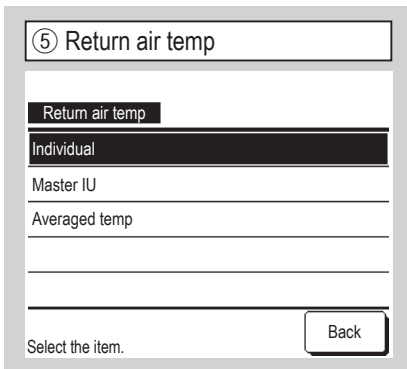 ⑤ Return air temp
Return air temp
Individual
Master IU
Averaged temp
Back
Select the item.